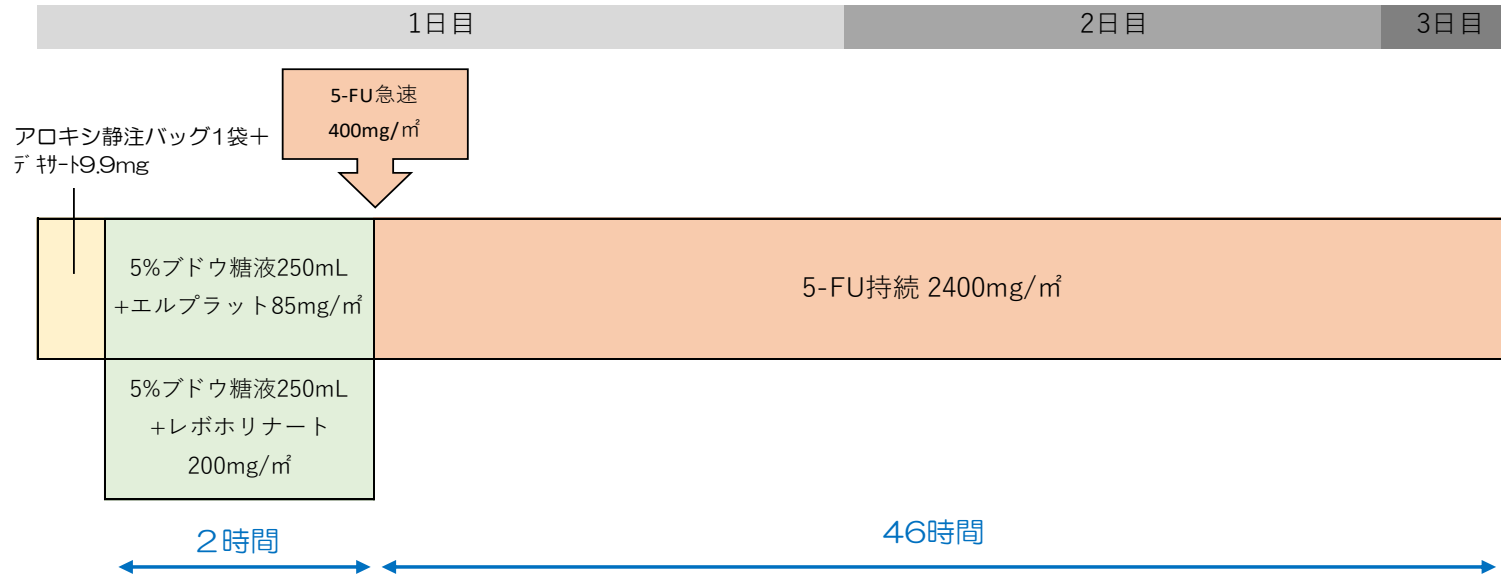 1日目
2日目
3日目
5-FU急速
400mg/㎡
アロキシ静注バッグ1袋＋
ﾃﾞｷｻｰﾄ9.9mg
5%ブドウ糖液250mL
+エルプラット85mg/㎡
5-FU持続 2400mg/㎡
5%ブドウ糖液250mL
+レボホリナート
200mg/㎡
２時間
46時間